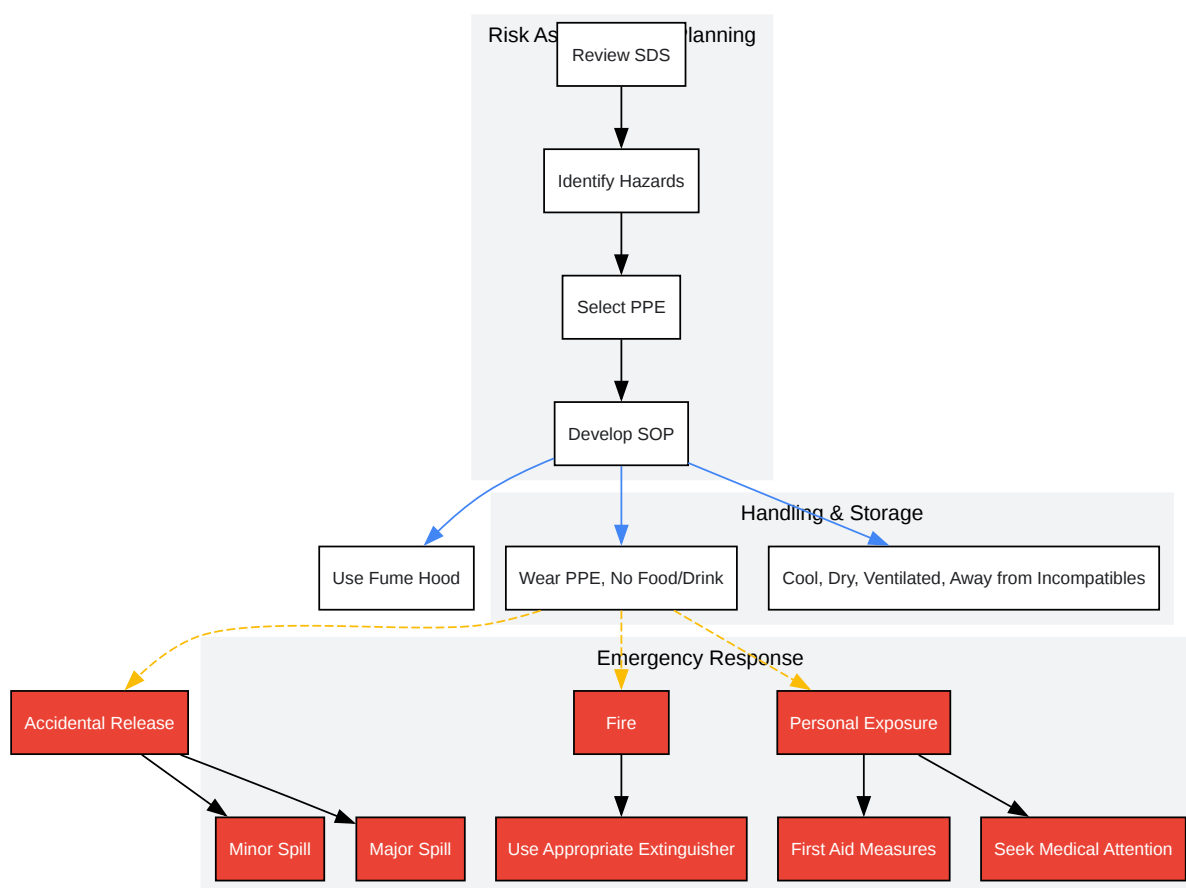 Risk As
lanning
Review SDS
Identify Hazards
Select PPE
Develop SOP
Handling & Storage
Use Fume Hood
Wear PPE, No Food/Drink
Cool, Dry, Ventilated, Away from Incompatibles
Emergency Response
Accidental Release
Fire
Personal Exposure
Minor Spill
Major Spill
Use Appropriate Extinguisher
First Aid Measures
Seek Medical Attention